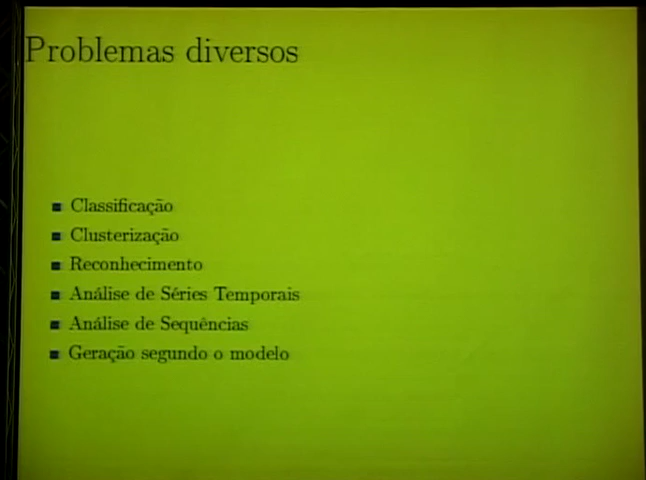 Problemas diversos
Classificação
Clusterização
Reconhecimento
Análise de Séries Temporais
Análise de Sequências
Geração segundo o modelo